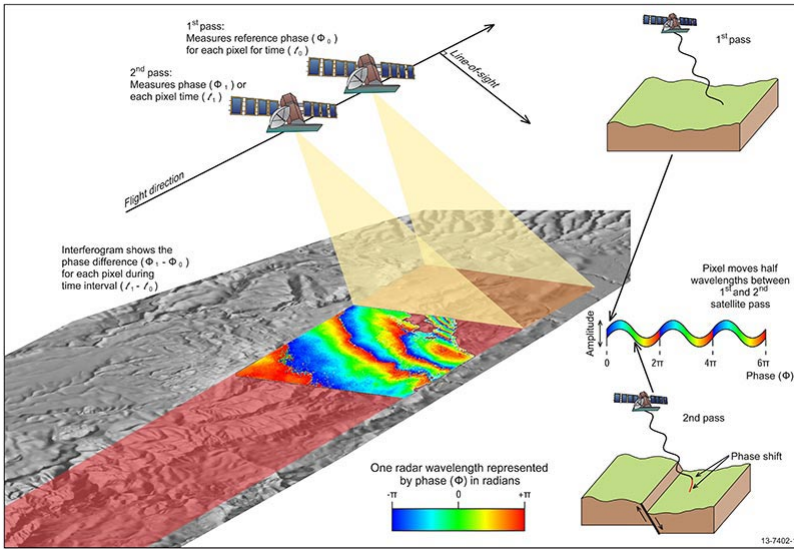 1st pass:
Measures reference phase (Φ0)
for each pixel for time (t0)
2nd pass:
Measures phase (Φ1) or
each pixel time (t1)
Line-of-sight
Flight direction
Interferogram shows the
phase difference (Φ1 - Φ0)
for each pixel during
time interval (t1 - t0)
1st pass
Pixel moves half
wavelengths between
1st and 2nd
satellite pass
Amplitude
0 2π 4π 6π
Phase (Φ)
2nd pass
Phase shift
One radar wavelength represented
by phase (Φ) in radians
-π 0 +π
13-7402-1